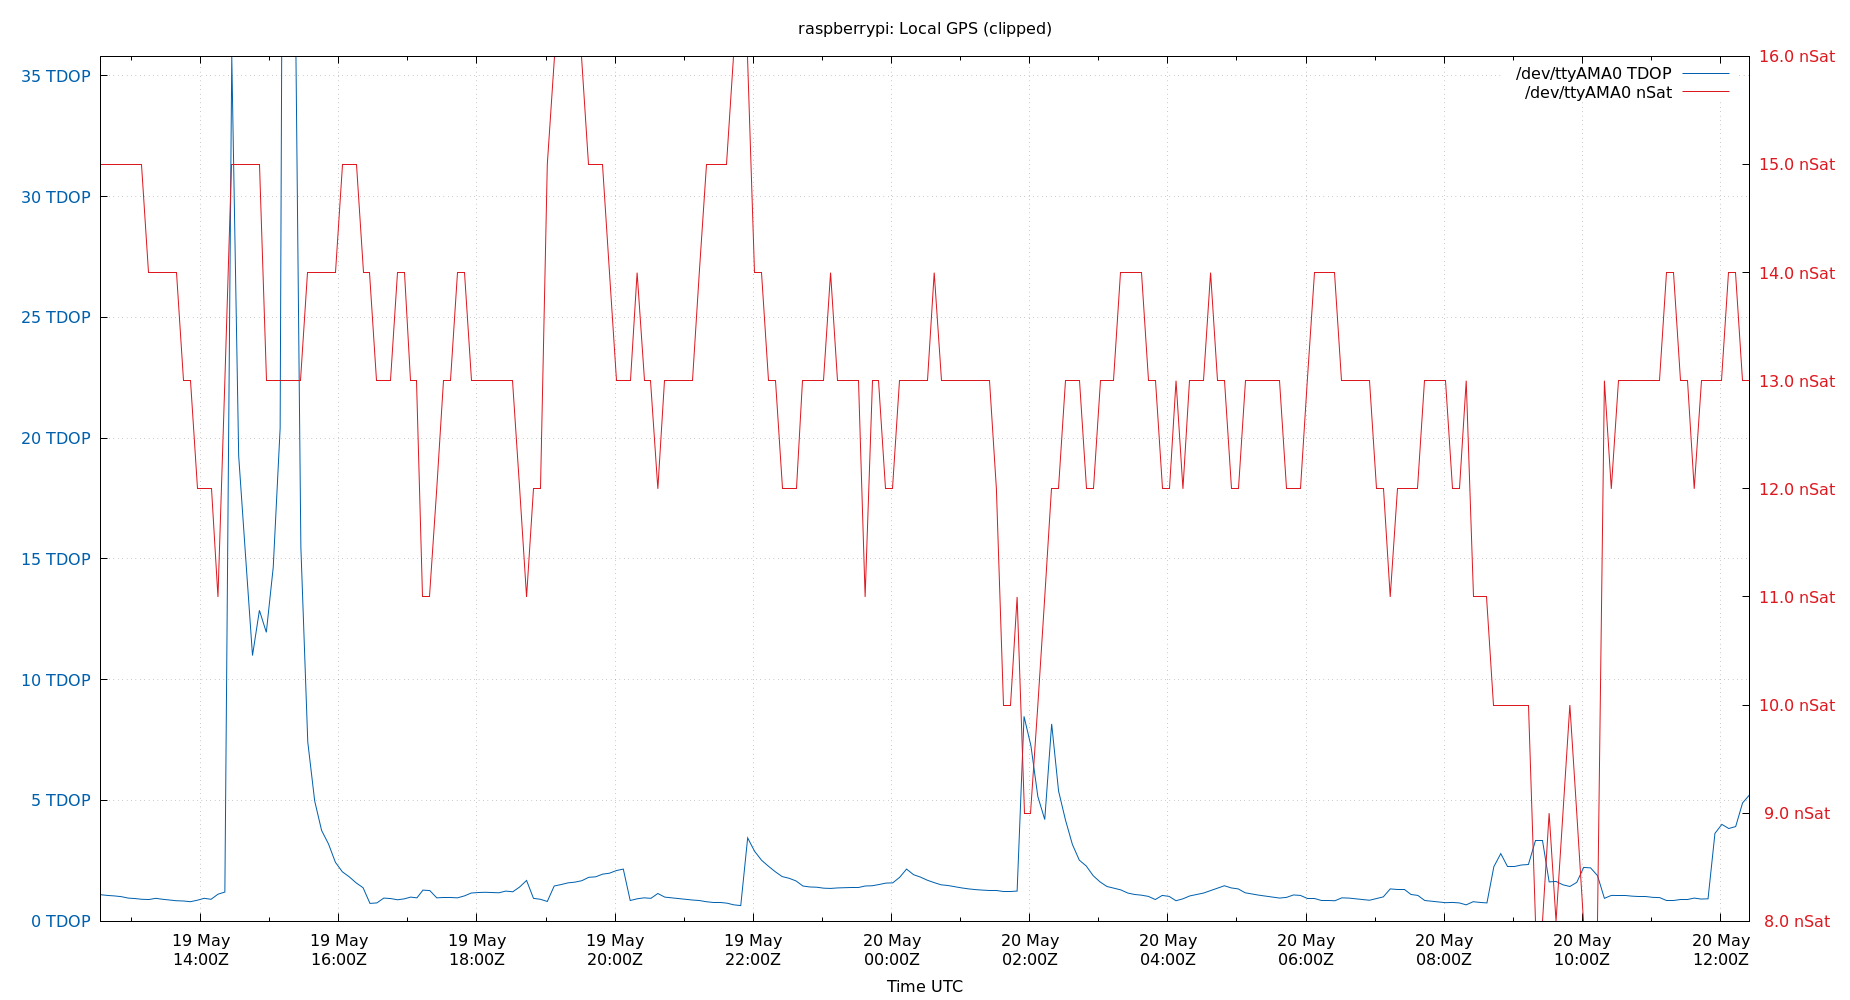 raspberrypi: Local GPS (clipped)
/dev/ttyAMA0 TDOP
/dev/ttyAMA0 nSat
35 TDOP
30 TDOP
25 TDOP
20 TDOP
15 TDOP
10 TDOP
5 TDOP
0 TDOP
16.0 nSat
15.0 nSat
14.0 nSat
13.0 nSat
12.0 nSat
11.0 nSat
10.0 nSat
9.0 nSat
8.0 nSat
19 May
14:00Z
19 May
16:00Z
19 May
18:00Z
19 May
20:00Z
19 May
22:00Z
20 May
00:00Z
20 May
02:00Z
20 May
04:00Z
20 May
06:00Z
20 May
08:00Z
20 May
10:00Z
20 May
12:00Z
Time UTC